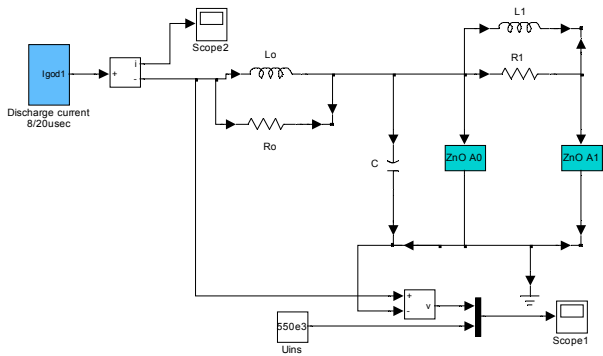 L1
Scope2
Lo
R1
Igod1
+
i
-
Discharge current
8/20usec
Ro
C
ZnO A0
ZnO A1
+
-
v
550e3
Uins
Scope1